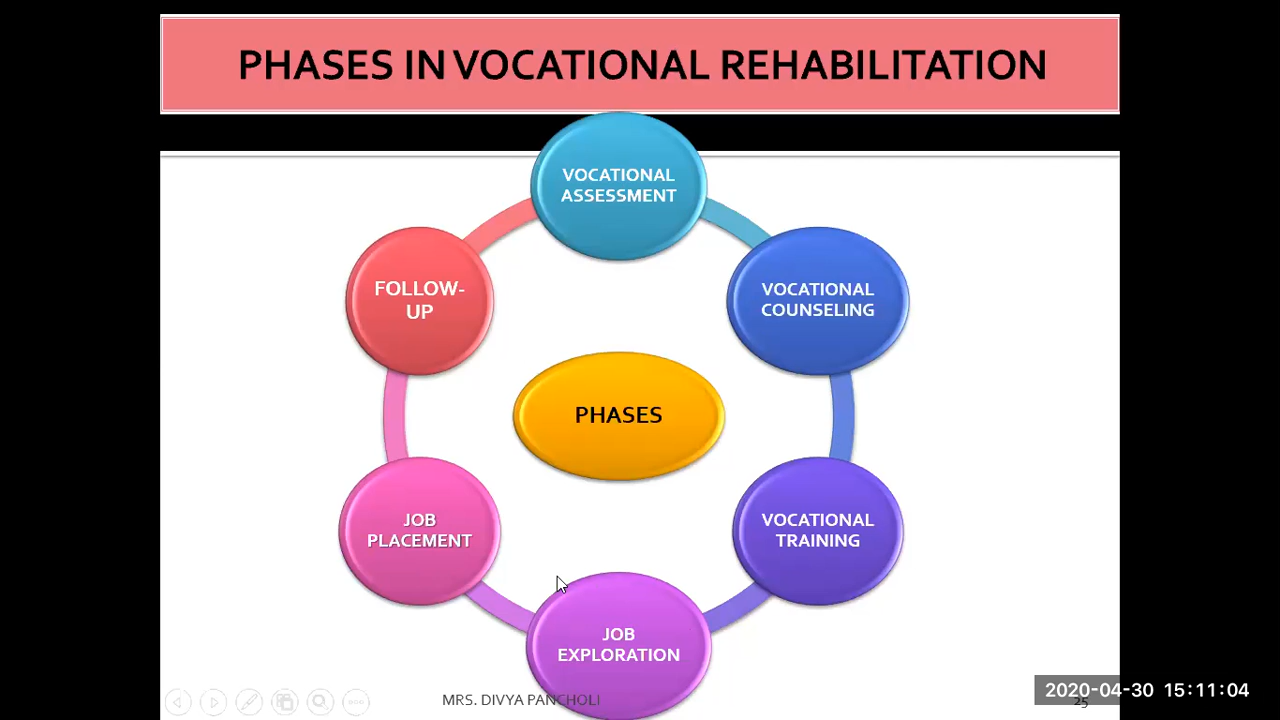 PHASES IN VOCATIONAL REHABILITATION
VOCATIONAL
ASSESSMENT
VOCATIONAL
COUNSELING
VOCATIONAL
TRAINING
JOB
EXPLORATION
JOB
PLACEMENT
FOLLOW-
UP
PHASES
MRS. DIVYA PANCHOLI
25
2020-04-30 15:11:04